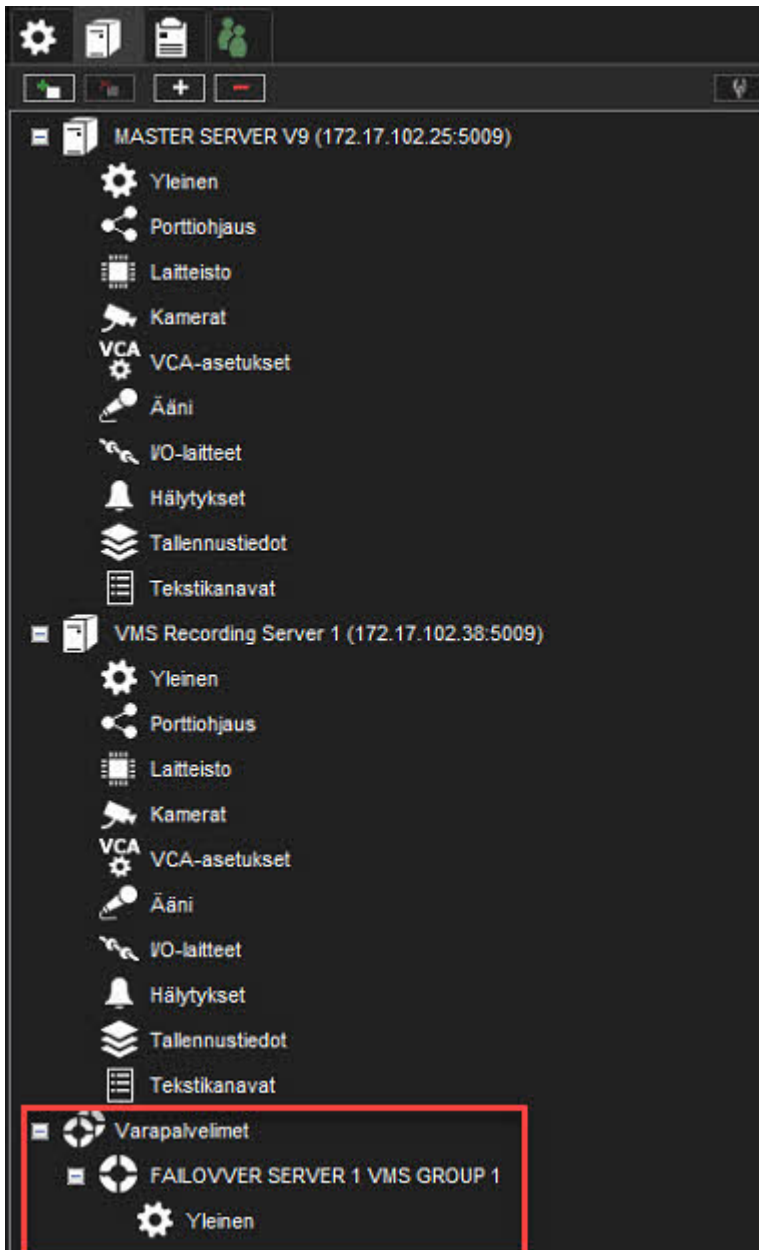 MASTER SERVER V9 (172.17.102.25:5009)
Yleinen
Porttiohjaus
Laitteisto
Kamerat
VCA
VCA-asetukset
Ääni
I/O-laitteet
Hälytykset
Tallennustiedot
Tekstikanavat
VMS Recording Server 1 (172.17.102.38:5009)
Yleinen
Porttiohjaus
Laitteisto
Kamerat
VCA
VCA-asetukset
Ääni
I/O-laitteet
Hälytykset
Tallennustiedot
Tekstikanavat
Varapalvelimet
FAILOVVER SERVER 1 VMS GROUP 1
Yleinen